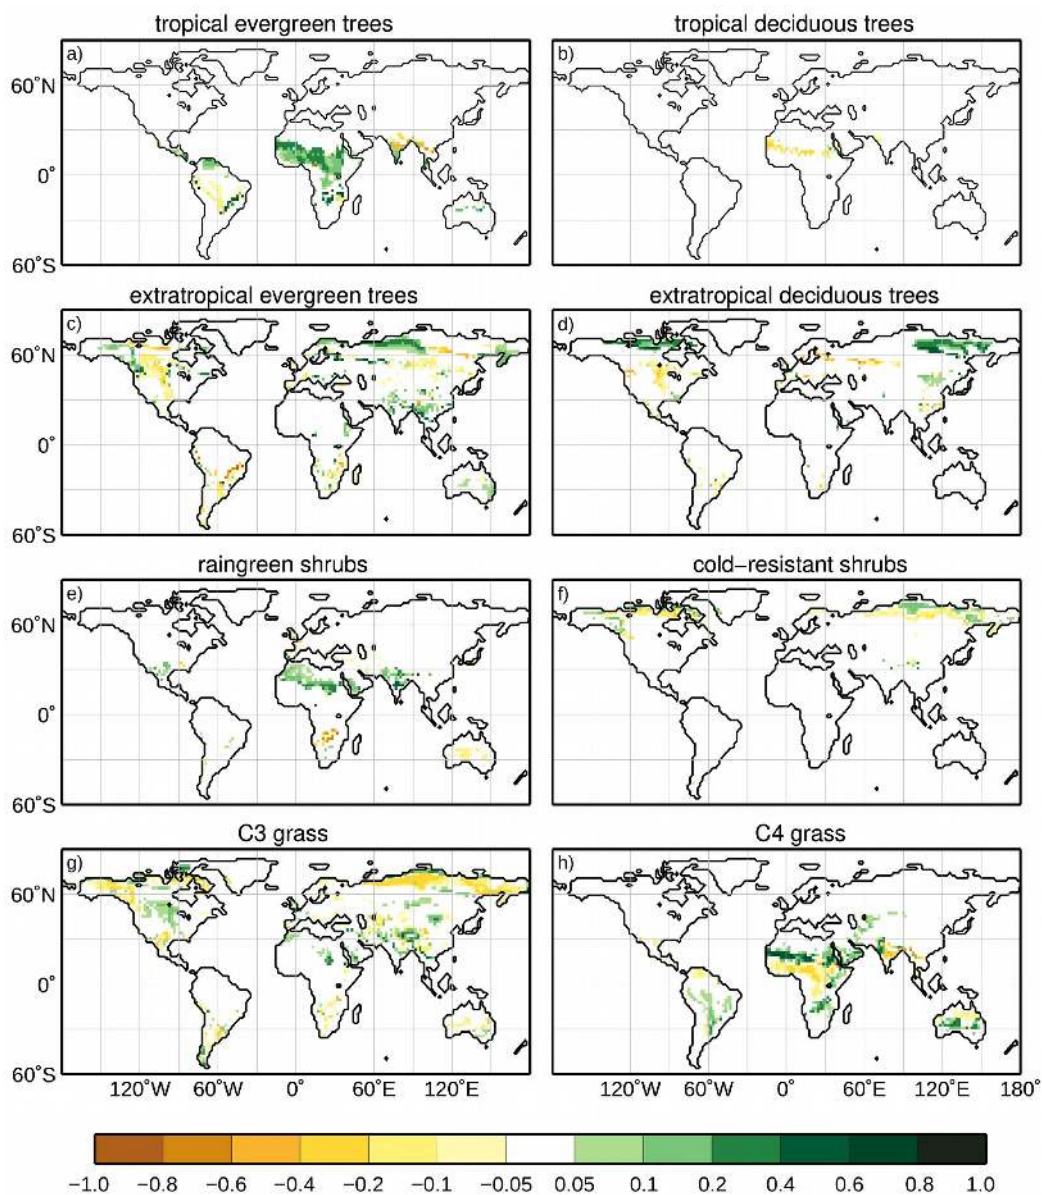 tropical evergreen trees tropical deciduous trees
a) b)
60°N
0°
60°S
extratropical evergreen trees extratropical deciduous trees
c) d)
60°N
0°
60°S
raingreen shrubs cold−resistant shrubs
e) f)
60°N
0°
60°S
C3 grass C4 grass
g) h)
60°N
0°
60°S
120°W 60°W 0° 60°E 120°E 60°W 0° 60°E 120°E 180°
−1.0 −0.8 −0.6 −0.4 −0.2 −0.1 −0.05 0.05 0.1 0.2 0.4 0.6 0.8 1.0